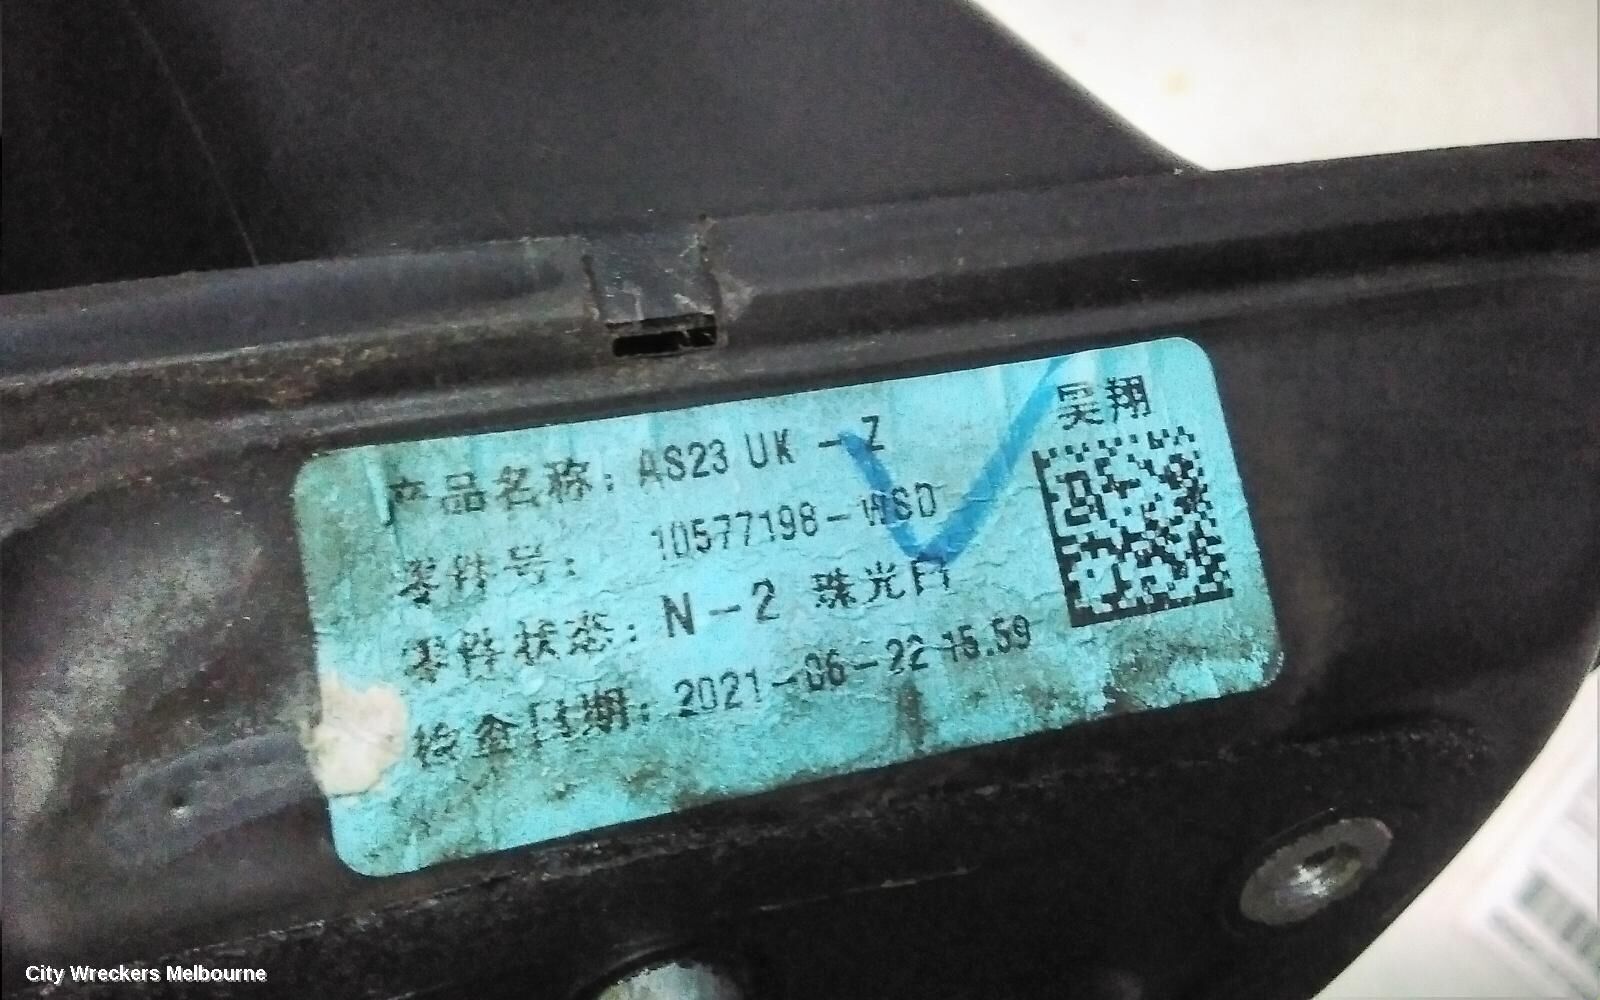 昊翔
产品名称: AS23 UK - Z
零件号: 10577198-WSD
零件状态: N-2 珠光白
检查日期: 2021-06-22 15.59
City Wreckers Melbourne